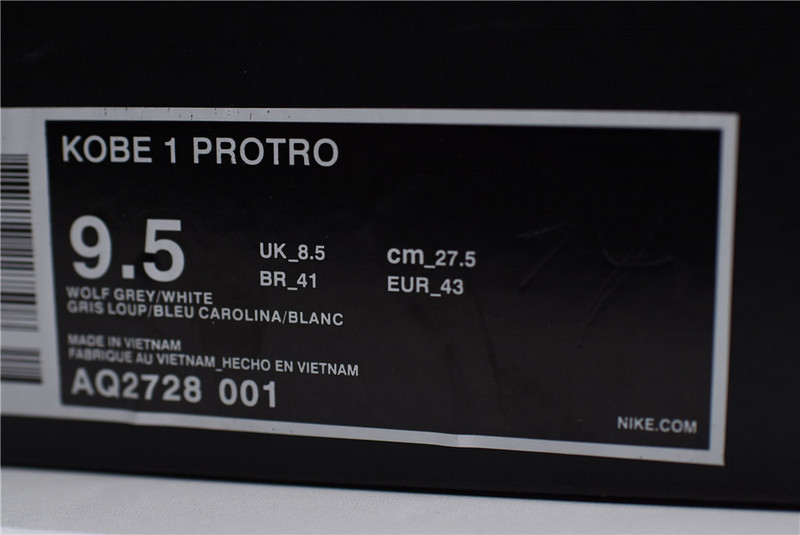 KOBE 1 PROTRO
9.5
UK_8.5
cm_27.5
BR_41
EUR_43
WOLF GREY/WHITE
GRIS LOUP/BLEU CAROLINA/BLANC
MADE IN VIETNAM
FABRIQUE AU VIETNAM_HECHO EN VIETNAM
AQ2728 001
NIKE.COM